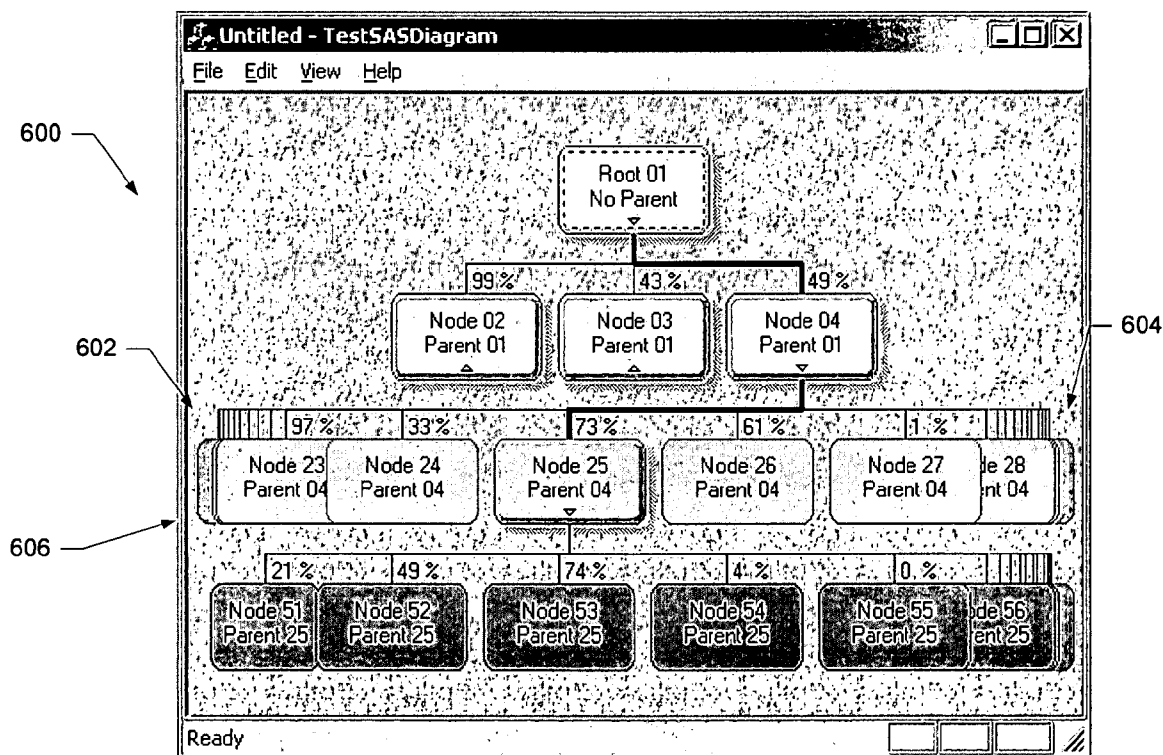 Untitled - TestSASDiagram
File Edit View Help
600
Root 01
No Parent
99 % 43 % 49 %
Node 02 Node 03 Node 04
Parent 01 Parent 01 Parent 01
602
604
97 % 33 % 73 % 61 % 1 %
Node 23 Node 24 Node 25 Node 26 Node 27 de 28
Parent 04 Parent 04 Parent 04 Parent 04 Parent 04 ent 04
606
21 % 49 % 74 % 4 % 0 %
Node 51 Node 52 Node 53 Node 54 Node 55 de 56
Parent 25 Parent 25 Parent 25 Parent 25 Parent 25 ent 25
Ready